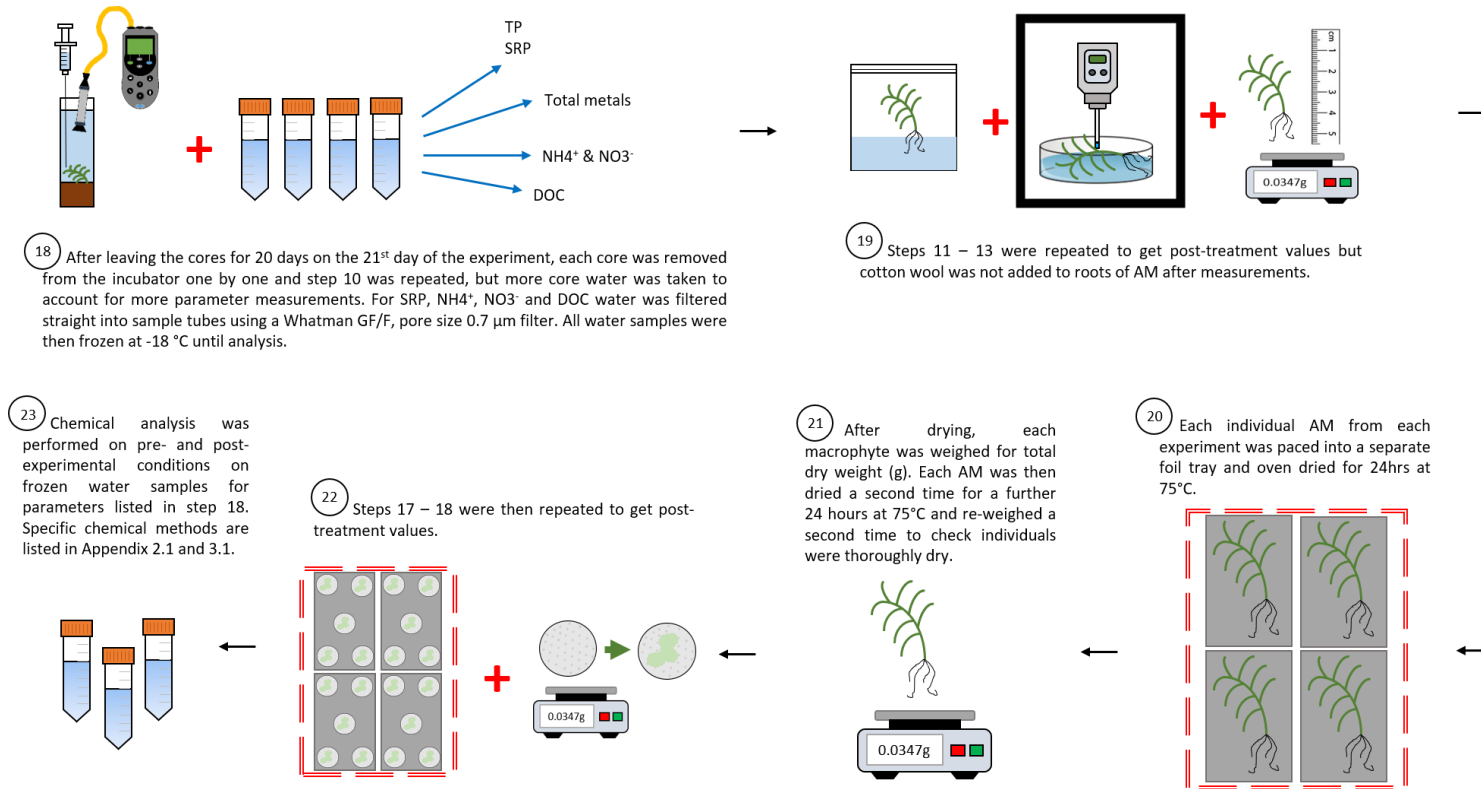 TP
SRP
Total metals
NH4⁺ & NO3⁻
DOC
18 After leaving the cores for 20 days on the 21ˢᵗ day of the experiment, each core was removed
from the incubator one by one and step 10 was repeated, but more core water was taken to
account for more parameter measurements. For SRP, NH4⁺, NO3⁻ and DOC water was filtered
straight into sample tubes using a Whatman GF/F, pore size 0.7 µm filter. All water samples were
then frozen at -18 °C until analysis.
cm
1
2
3
4
5
0.0347g
19 Steps 11 – 13 were repeated to get post-treatment values but
cotton wool was not added to roots of AM after measurements.
20 Each individual AM from each
experiment was paced into a separate
foil tray and oven dried for 24hrs at
75°C.
21 After drying, each
macrophyte was weighed for total
dry weight (g). Each AM was then
dried a second time for a further
24 hours at 75°C and re-weighed a
second time to check individuals
were thoroughly dry.
0.0347g
22 Steps 17 – 18 were then repeated to get post-
treatment values.
0.0347g
23 Chemical analysis was
performed on pre- and post-
experimental conditions on
frozen water samples for
parameters listed in step 18.
Specific chemical methods are
listed in Appendix 2.1 and 3.1.